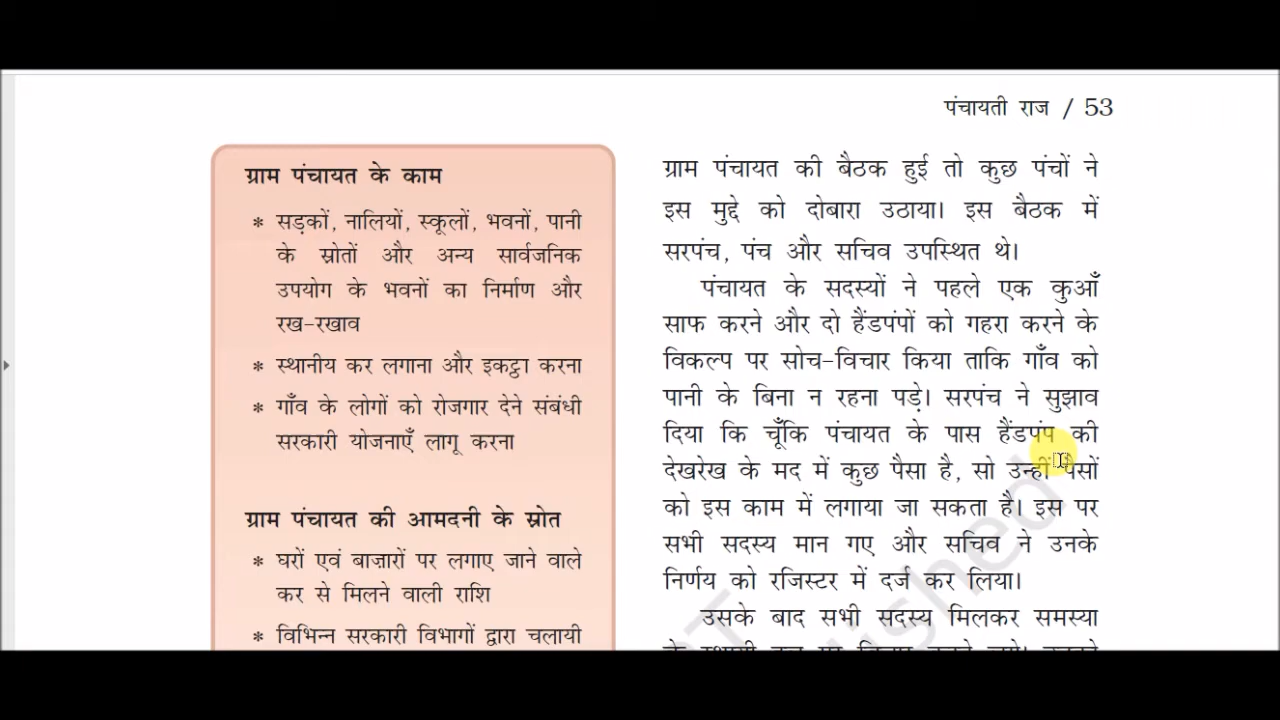 पंचायती राज / 53
ग्राम पंचायत के काम
* सड़कों, नालियों, स्कूलों, भवनों, पानी
के स्रोतों और अन्य सार्वजनिक
उपयोग के भवनों का निर्माण और
रख-रखाव
* स्थानीय कर लगाना और इकट्ठा करना
* गाँव के लोगों को रोज़गार देने संबंधी
सरकारी योजनाएँ लागू करना
ग्राम पंचायत की आमदनी के स्रोत
* घरों एवं बाज़ारों पर लगाए जाने वाले
कर से मिलने वाली राशि
* विभिन्न सरकारी विभागों द्वारा चलायी
ग्राम पंचायत की बैठक हुई तो कुछ पंचों ने
इस मुद्दे को दोबारा उठाया। इस बैठक में
सरपंच, पंच और सचिव उपस्थित थे।
पंचायत के सदस्यों ने पहले एक कुआँ
साफ करने और दो हैंडपंपों को गहरा करने के
विकल्प पर सोच-विचार किया ताकि गाँव को
पानी के बिना न रहना पड़े। सरपंच ने सुझाव
दिया कि चूँकि पंचायत के पास हैंडपंप की
देखरेख के मद में कुछ पैसा है, सो उन्हीं पैसों
को इस काम में लगाया जा सकता है। इस पर
सभी सदस्य मान गए और सचिव ने उनके
निर्णय को रजिस्टर में दर्ज कर लिया।
उसके बाद सभी सदस्य मिलकर समस्या